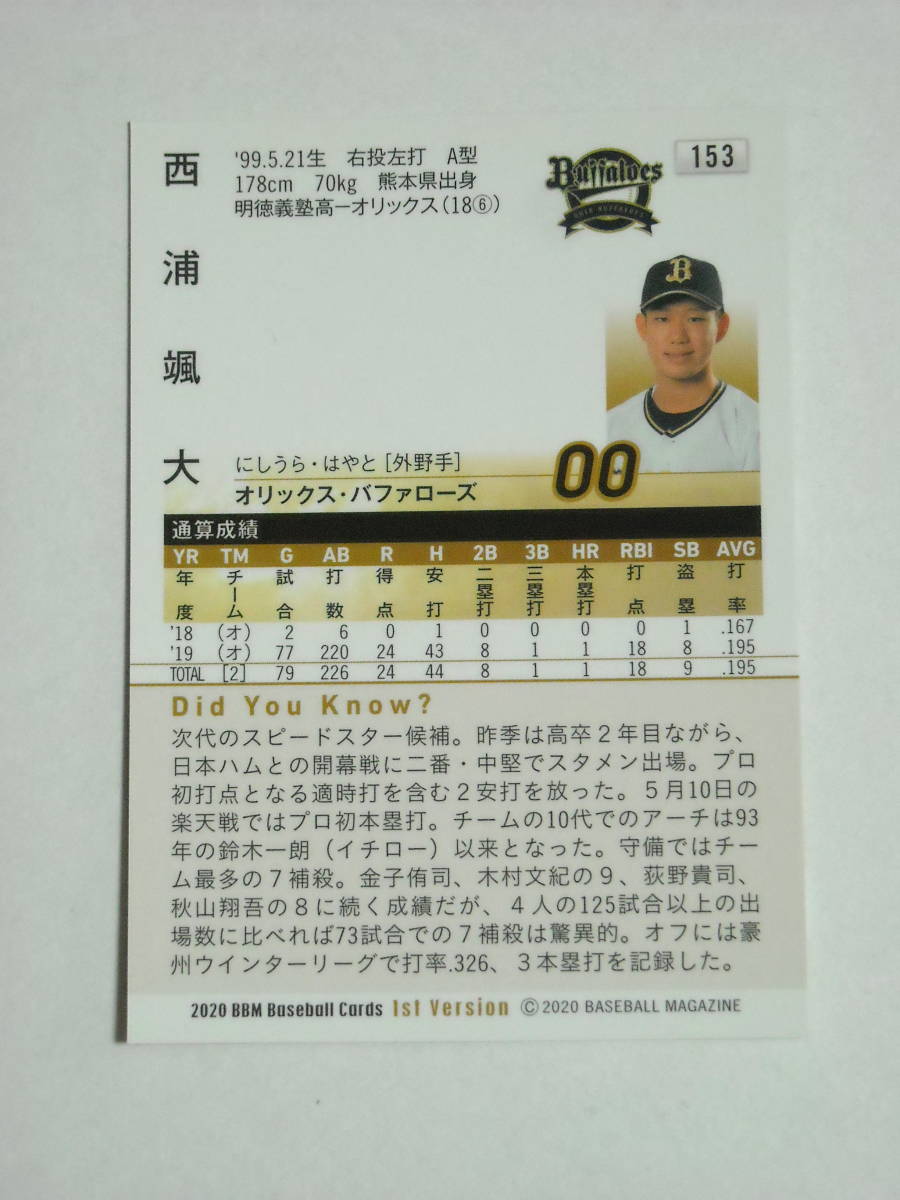 西浦颯大
'99.5.21生 右投左打 A型
178cm 70kg 熊本県出身
明徳義塾高ーオリックス(18⑥)
Buffaloes
ORIX BUFFALOES
153
B
にしうら・はやと[外野手]
オリックス・バファローズ
00
通算成績
YR TM G AB R H 2B 3B HR RBI SB AVG
年度 チーム 試合 打数 得点 安打 二塁打 三塁打 本塁打 打点 盗塁 打率
'18 (オ) 2 6 0 1 0 0 0 0 1 .167
'19 (オ) 77 220 24 43 8 1 1 18 8 .195
TOTAL [2] 79 226 24 44 8 1 1 18 9 .195
Did You Know?
次代のスピードスター候補。昨季は高卒2年目ながら、
日本ハムとの開幕戦に二番・中堅でスタメン出場。プロ
初打点となる適時打を含む2安打を放った。5月10日の
楽天戦ではプロ初本塁打。チームの10代でのアーチは93
年の鈴木一朗(イチロー)以来となった。守備ではチー
ム最多の7補殺。金子侑司、木村文紀の9、荻野貴司、
秋山翔吾の8に続く成績だが、4人の125試合以上の出
場数に比べれば73試合での7補殺は驚異的。オフには豪
州ウインターリーグで打率.326、3本塁打を記録した。
2020 BBM Baseball Cards 1st Version ©2020 BASEBALL MAGAZINE